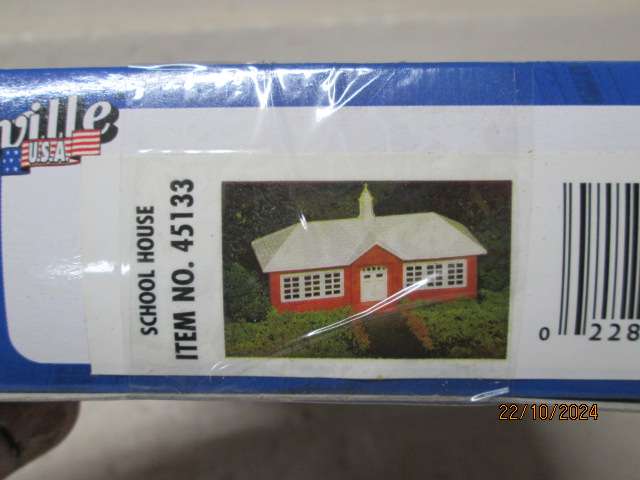 ville
U.S.A.
SCHOOL HOUSE
ITEM NO. 45133
0 228
22/10/2024